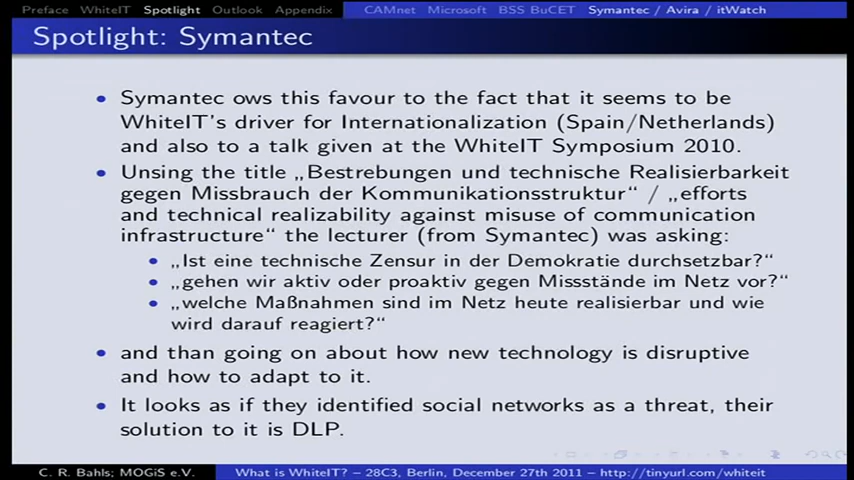 Preface WhiteIT Spotlight Outlook Appendix CAMnet Microsoft BSS BuCET Symantec / Avira / itWatch
Spotlight: Symantec
• Symantec ows this favour to the fact that it seems to be
WhiteIT's driver for Internationalization (Spain/Netherlands)
and also to a talk given at the WhiteIT Symposium 2010.
• Unsing the title „Bestrebungen und technische Realisierbarkeit
gegen Missbrauch der Kommunikationsstruktur“ / „efforts
and technical realizability against misuse of communication
infrastructure“ the lecturer (from Symantec) was asking:
• „Ist eine technische Zensur in der Demokratie durchsetzbar?“
• „gehen wir aktiv oder proaktiv gegen Missstände im Netz vor?“
• „welche Maßnahmen sind im Netz heute realisierbar und wie
wird darauf reagiert?“
• and than going on about how new technology is disruptive
and how to adapt to it.
• It looks as if they identified social networks as a threat, their
solution to it is DLP.
C. R. Bahls; MOGiS e.V. What is WhiteIT? – 28C3, Berlin, December 27th 2011 – http://tinyurl.com/whiteit